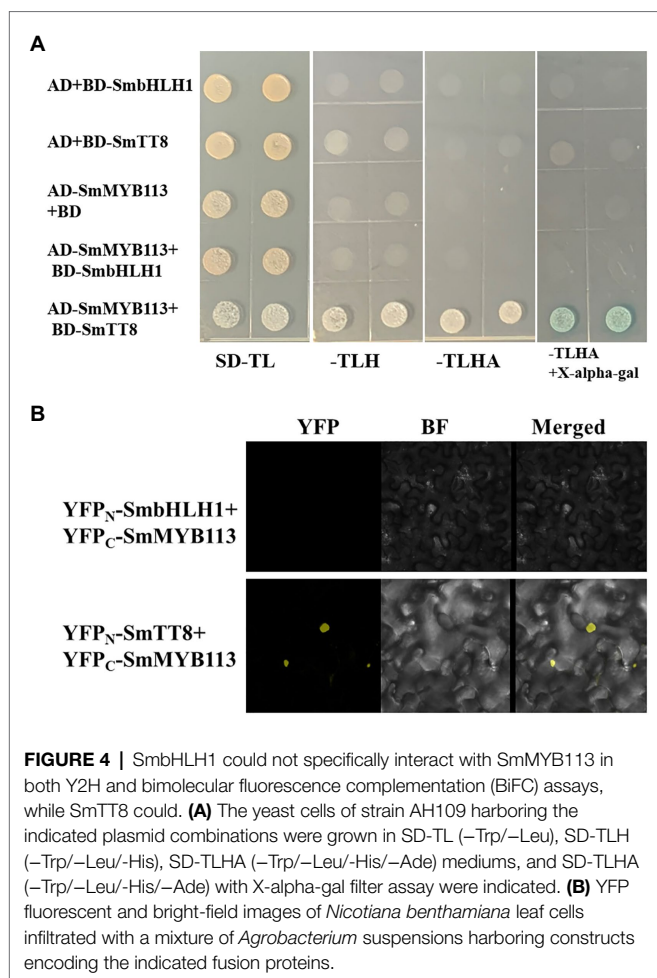 A
AD+BD-SmbHLH1
AD+BD-SmTT8
AD-SmMYB113
+BD
AD-SmMYB113+
BD-SmbHLH1
AD-SmMYB113+
BD-SmTT8
SD-TL
-TLH
-TLHA
-TLHA
+X-alpha-gal
B
YFP
BF
Merged
YFPN-SmbHLH1+
YFPC-SmMYB113
YFPN-SmTT8+
YFPC-SmMYB113
FIGURE 4 | SmbHLH1 could not specifically interact with SmMYB113 in
both Y2H and bimolecular fluorescence complementation (BiFC) assays,
while SmTT8 could. (A) The yeast cells of strain AH109 harboring the
indicated plasmid combinations were grown in SD-TL (−Trp/−Leu), SD-TLH
(−Trp/−Leu/-His), SD-TLHA (−Trp/−Leu/-His/−Ade) mediums, and SD-TLHA
(−Trp/−Leu/-His/−Ade) with X-alpha-gal filter assay were indicated. (B) YFP
fluorescent and bright-field images of Nicotiana benthamiana leaf cells
infiltrated with a mixture of Agrobacterium suspensions harboring constructs
encoding the indicated fusion proteins.